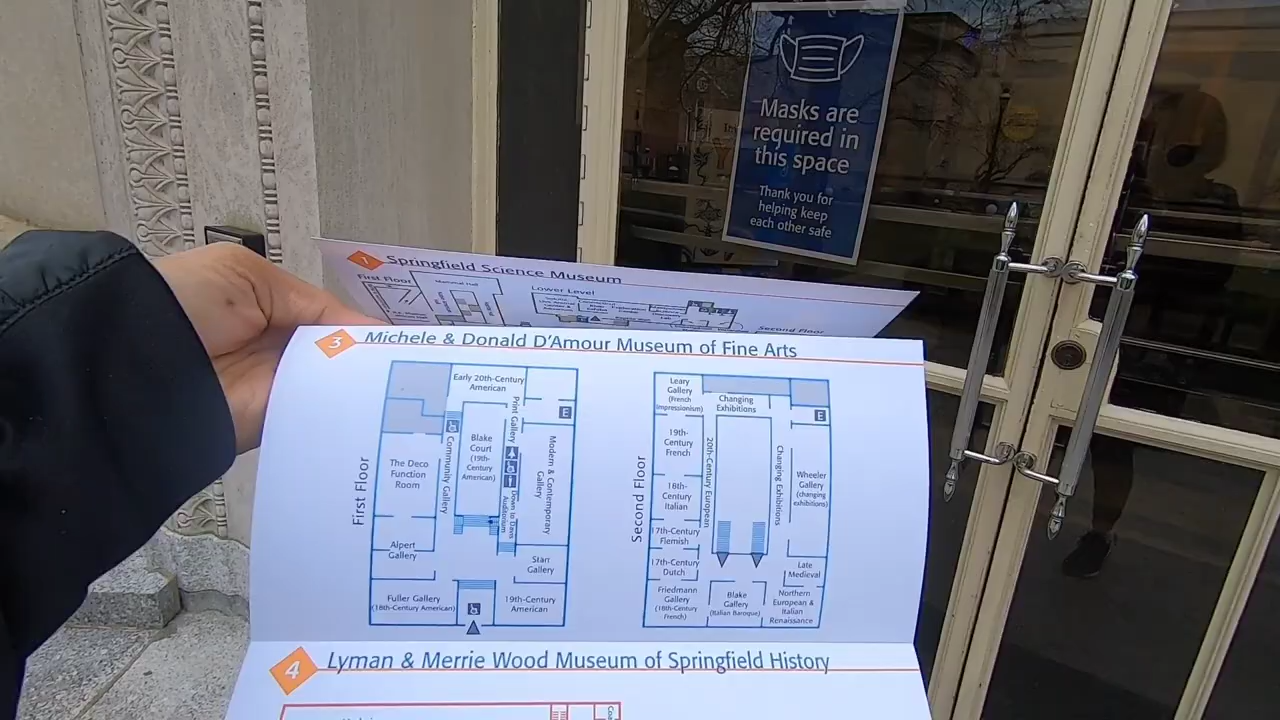 Masks are
required in
this space
Thank you for
helping keep
each other safe
1 Springfield Science Museum
First Floor
Mammal Hall
Lower Level
Second Floor
3 Michele & Donald D'Amour Museum of Fine Arts
First Floor
Early 20th-Century
American
Print Gallery
E
Community Gallery
Blake
Court
(19th-
Century
American)
Modern & Contemporary
Gallery
The Deco
Function
Room
Down to Davis
Auditorium
Alpert
Gallery
Start
Gallery
Fuller Gallery
(18th-Century American)
19th-Century
American
Second Floor
Leary
Gallery
(French
Impressionism)
Changing
Exhibitions
E
19th-
Century
French
20th-Century European
Changing Exhibitions
Wheeler
Gallery
(changing
exhibitions)
18th-
Century
Italian
17th-Century
Flemish
17th-Century
Dutch
Late
Medieval
Friedmann
Gallery
(18th-Century
French)
Blake
Gallery
(Italian Baroque)
Northern
European &
Italian
Renaissance
4 Lyman & Merrie Wood Museum of Springfield History